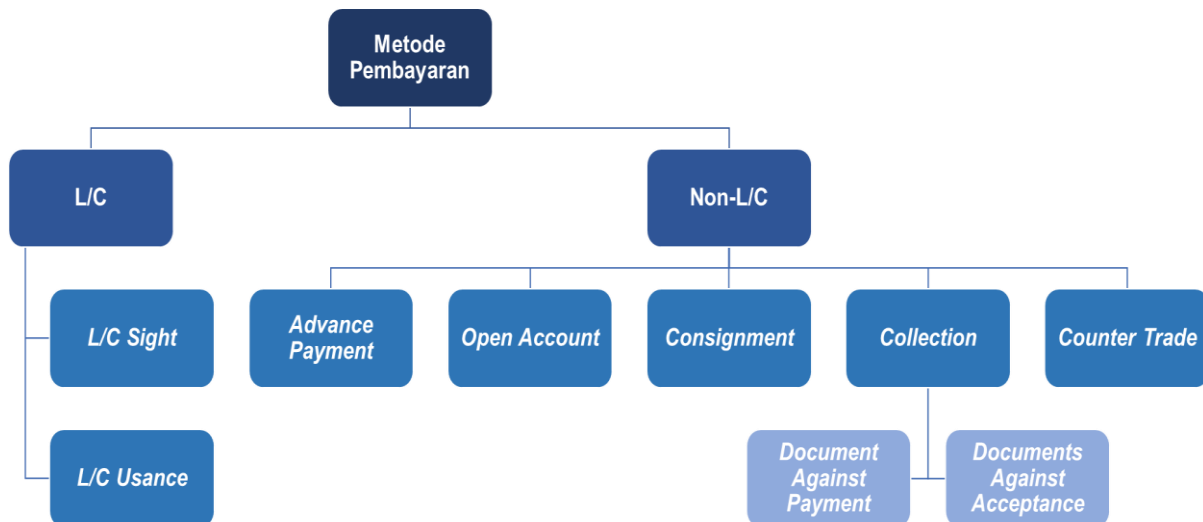 Metode
Pembayaran
L/C
Non-L/C
L/C Sight
Advance
Payment
Open Account
Consignment
Collection
Counter Trade
L/C Usance
Document
Against
Payment
Documents
Against
Acceptance